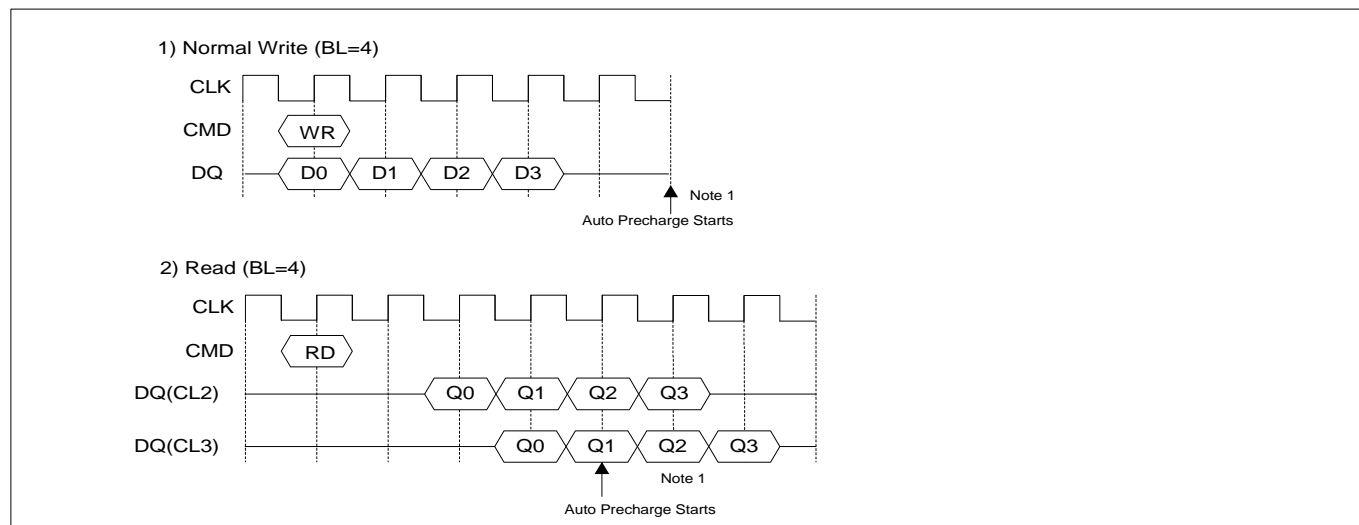 1) Normal Write (BL=4)
CLK
CMD WR
DQ D0 D1 D2 D3
Note 1
Auto Precharge Starts
2) Read (BL=4)
CLK
CMD RD
DQ(CL2) Q0 Q1 Q2 Q3
DQ(CL3) Q0 Q1 Q2 Q3
Note 1
Auto Precharge Starts